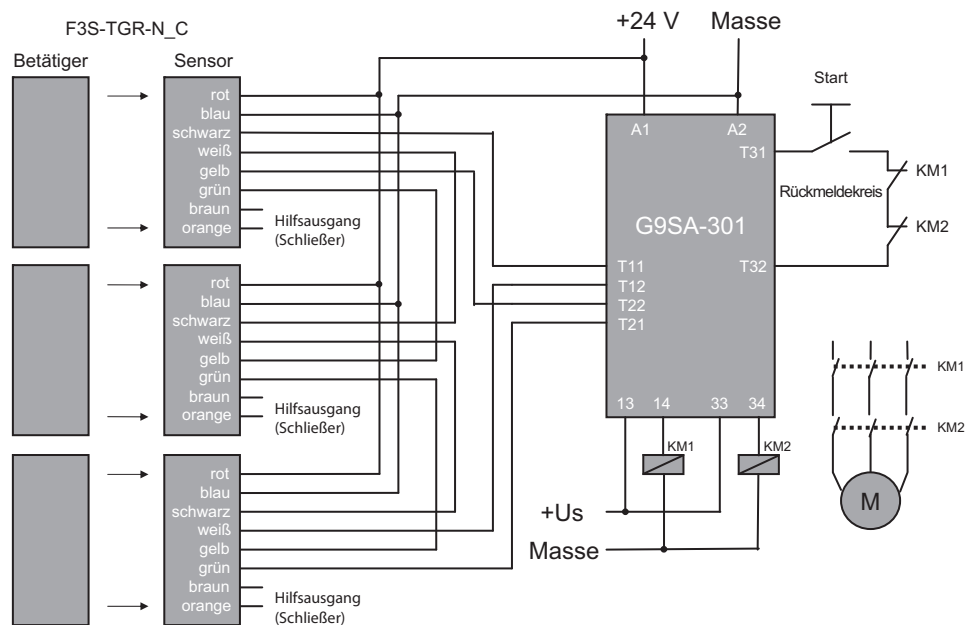 F3S-TGR-N_C
Betätiger
Sensor
+24 V
Masse
rot
blau
schwarz
weiß
gelb
grün
braun
orange
Hilfsausgang
(Schließer)
rot
blau
schwarz
weiß
gelb
grün
braun
orange
Hilfsausgang
(Schließer)
rot
blau
schwarz
weiß
gelb
grün
braun
orange
Hilfsausgang
(Schließer)
A1
A2
T31
G9SA-301
T32
T11
T12
T22
T21
13
14
33
34
Start
KM1
Rückmeldekreis
KM2
KM1
KM2
+Us
Masse
KM1
KM2
M